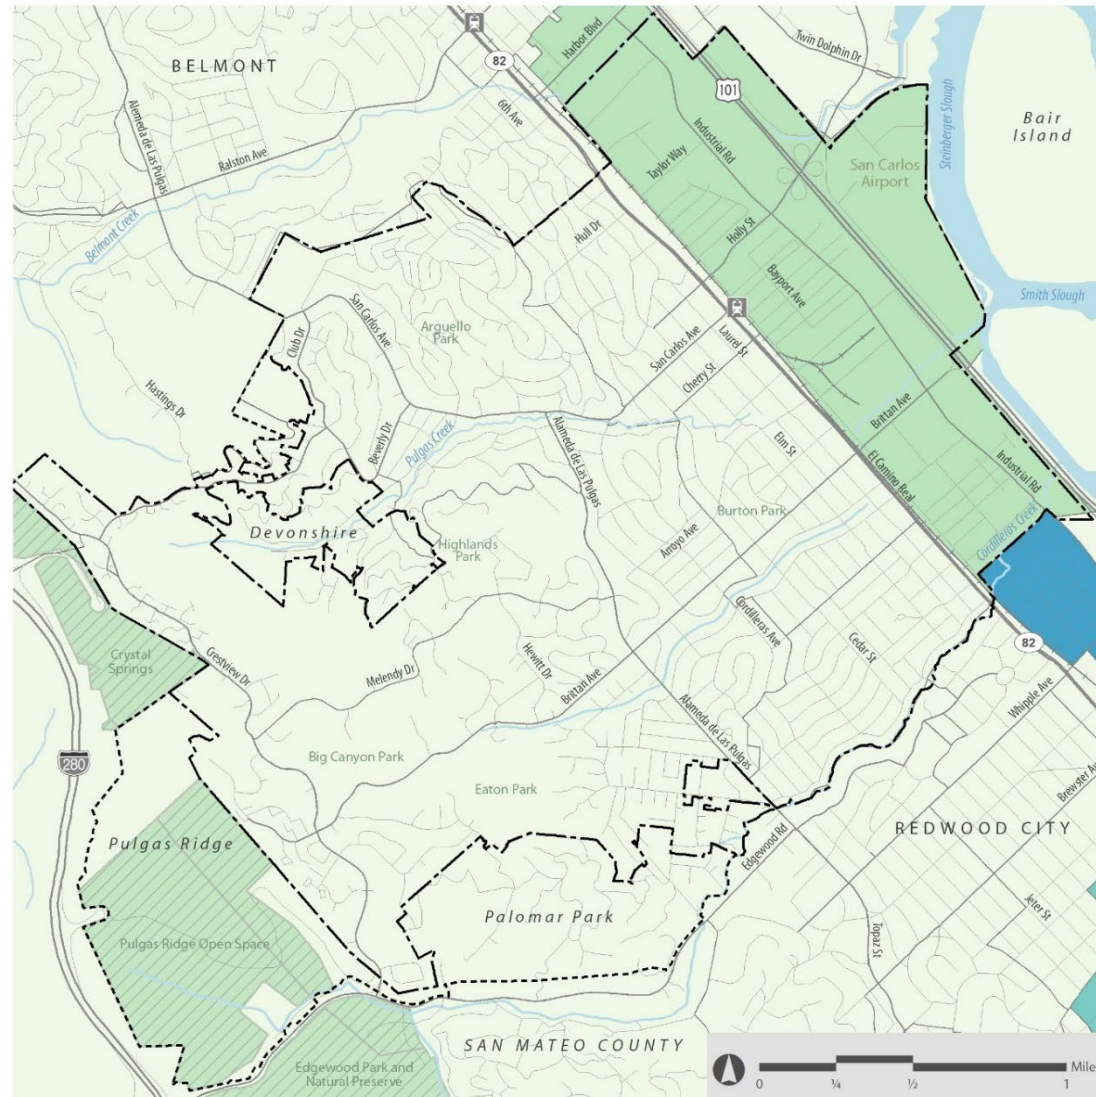 BELMONT
82
Harbor Blvd
Twin Dolphin Dr
101
Steinberger Slough
Bair
Island
6th Ave
Alameda de Las Pulgas
Ralston Ave
Industrial Rd
Taylor Way
San Carlos
Airport
Belmont Creek
Hull Dr
Holly St
Bayport Ave
Smith Slough
San Carlos Ave
Arguello
Park
Club Dr
Laurel St
San Carlos Ave
Cherry St
Hastings Dr
Brittan Ave
Beverly Dr
Pulgas Creek
Alameda de Las Pulgas
Elm St
El Camino Real
Industrial Rd
Devonshire
Highlands
Park
Burton Park
Arroyo Ave
Cordilleras Creek
Crystal
Springs
Crestview Dr
Melendy Dr
Hewitt Dr
Brittan Ave
Cordilleras Ave
Cedar St
82
Whipple Ave
Alameda de Las Pulgas
280
Big Canyon Park
Eaton Park
Brewster Av
Pulgas Ridge
Edgewood Rd
REDWOOD CITY
Palomar Park
Jeter St
Topaz St
Pulgas Ridge Open Space
SAN MATEO COUNTY
Edgewood Park and
Natural Preserve
0 ¼ ½ 1 Mile